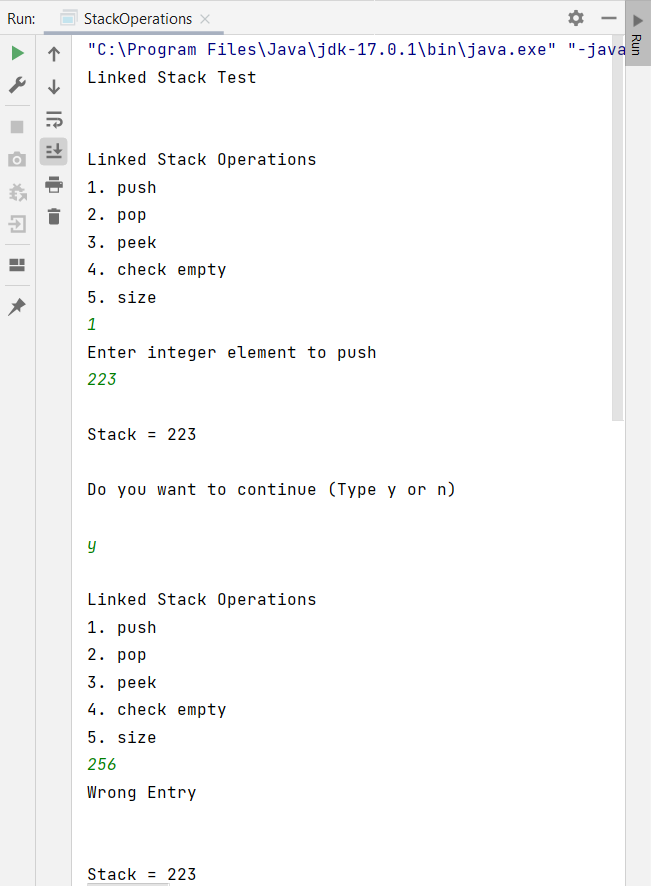 Run: StackOperations
"C:\Program Files\Java\jdk-17.0.1\bin\java.exe" "-java
Run
Linked Stack Test
Linked Stack Operations
1. push
2. pop
3. peek
4. check empty
5. size
1
Enter integer element to push
223
Stack = 223
Do you want to continue (Type y or n)
y
Linked Stack Operations
1. push
2. pop
3. peek
4. check empty
5. size
256
Wrong Entry
Stack = 223